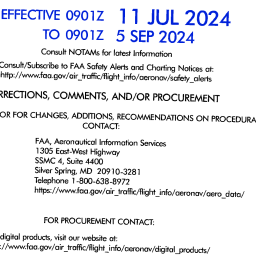 EFFECTIVE 0901Z 11 JUL 2024
TO 0901Z 5 SEP 2024
Consult NOTAMs for latest information
Consult/Subscribe to FAA Safety Alerts and Charting Notices at:
http://www.faa.gov/air_traffic/flight_info/aeronav/safety_alerts
RRECTIONS, COMMENTS, AND/OR PROCUREMENT
OR FOR CHANGES, ADDITIONS, RECOMMENDATIONS ON PROCEDURA
CONTACT:
FAA, Aeronautical Information Services
1305 East-West Highway
SSMC 4, Suite 4400
Silver Spring, MD 20910-3281
Telephone 1-800-638-8972
https://www.faa.gov/air_traffic/flight_info/aeronav/aero_data/
FOR PROCUREMENT CONTACT:
digital products, visit our website at:
://www.faa.gov/air_traffic/flight_info/aeronav/digital_products/